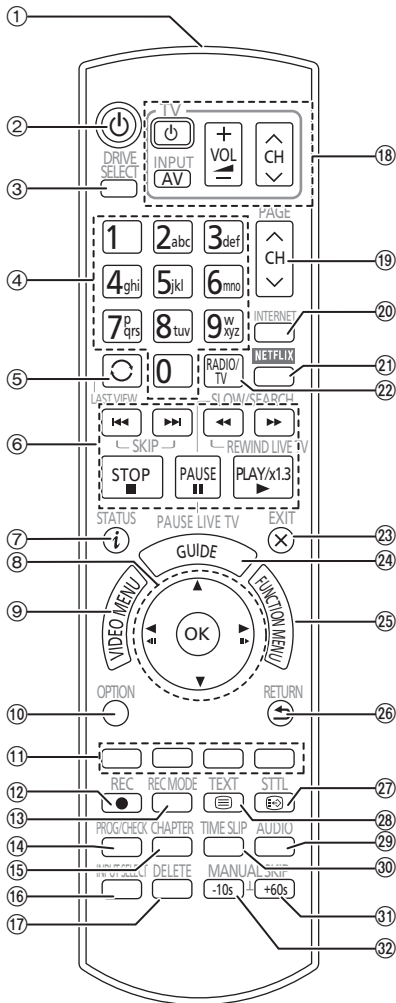 ①
②
③
④
⑤
⑥
⑦
⑧
⑨
⑩
⑪
⑫
⑬
⑭
⑮
⑯
⑰
⑱
⑲
⑳
㉑
㉒
㉓
㉔
㉕
㉖
㉗
㉘
㉙
㉚
㉛
㉜
TV
DRIVE SELECT
INPUT
AV
+
VOL
−
CH
PAGE
CH
1 2abc 3def
4ghi 5jkl 6mno
7pqrs 8tuv 9wxyz
0
INTERNET
NETFLIX
RADIO/TV
LAST VIEW
SLOW/SEARCH
SKIP
REWIND LIVE TV
STOP
PAUSE
PLAY/x1.3
STATUS
PAUSE LIVE TV
EXIT
GUIDE
VIDEO MENU
FUNCTION MENU
OK
OPTION
RETURN
REC REC MODE TEXT STTL
PROG/CHECK CHAPTER TIME SLIP AUDIO
INPUT SELECT DELETE MANUAL SKIP
-10s +60s